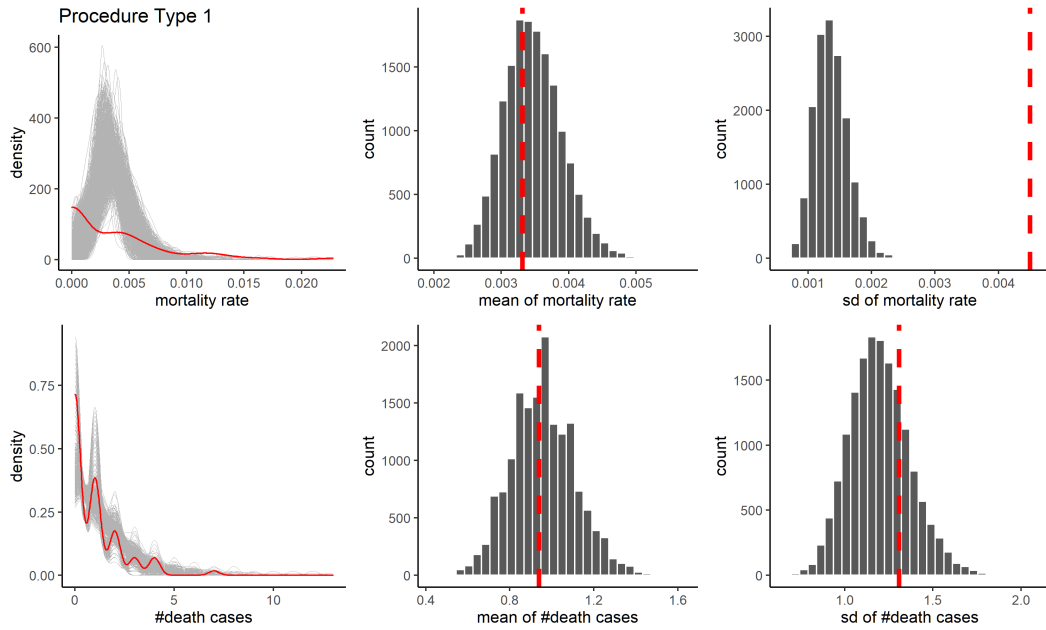 Procedure Type 1
600
400
200
0
density
0.000 0.005 0.010 0.015 0.020
mortality rate
1500
1000
500
0
count
0.002 0.003 0.004 0.005
mean of mortality rate
3000
2000
1000
0
count
0.001 0.002 0.003 0.004
sd of mortality rate
0.75
0.50
0.25
0.00
density
0 5 10
#death cases
2000
1500
1000
500
0
count
0.4 0.8 1.2 1.6
mean of #death cases
1500
1000
500
0
count
1.0 1.5 2.0
sd of #death cases